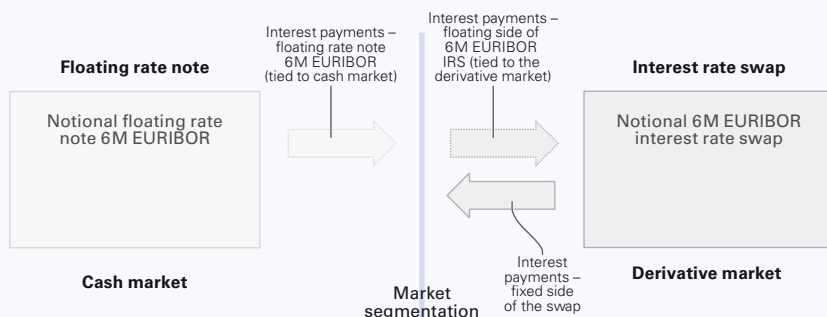 Interest payments –
floating rate note
6M EURIBOR
(tied to cash market)
Interest payments –
floating side of
6M EURIBOR
IRS (tied to the
derivative market)
Floating rate note
Interest rate swap
Notional floating rate
note 6M EURIBOR
Notional 6M EURIBOR
interest rate swap
Cash market
Interest
payments –
fixed side
of the swap
Derivative market
Market
segmentation